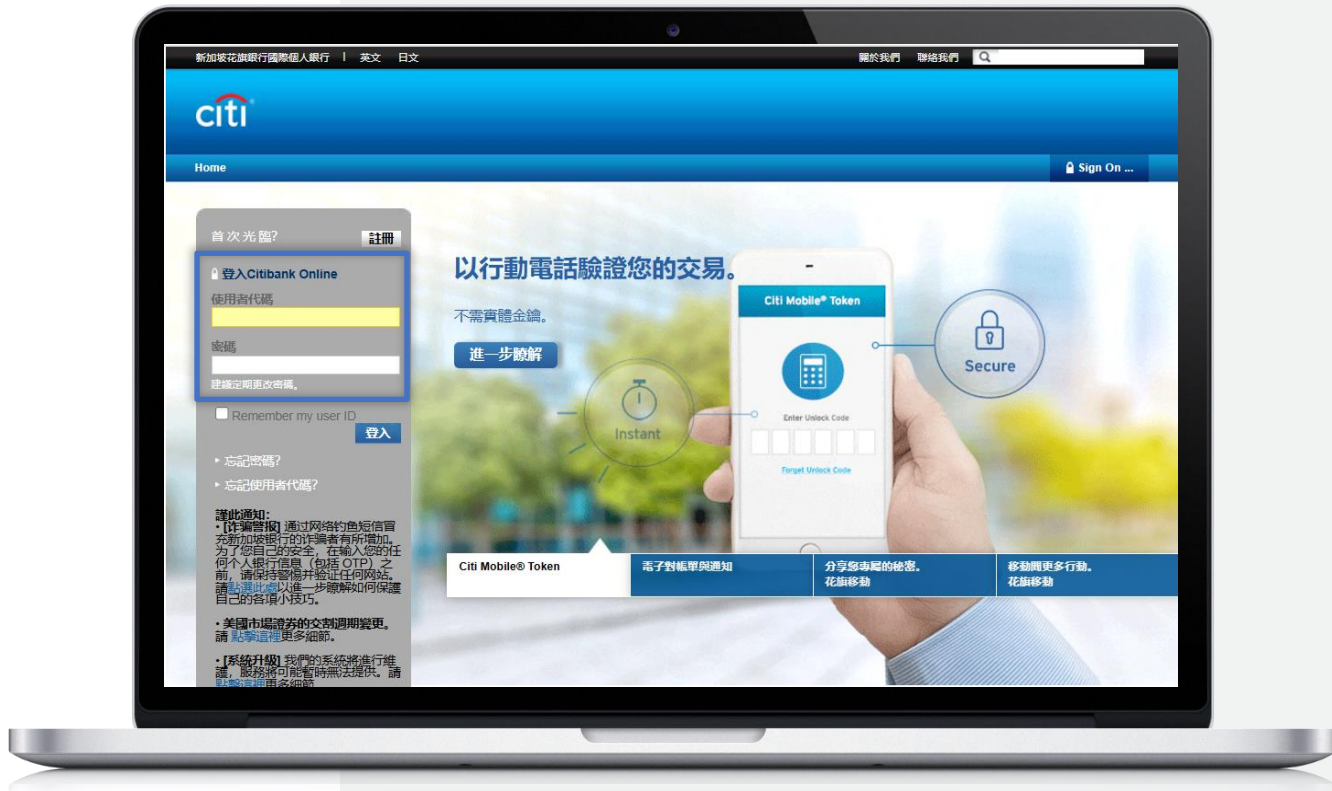 新加坡花旗銀行國際個人銀行 | 英文 日文
關於我們 聯絡我們
citi
Home
Sign On ...
首次光臨?
註冊
登入Citibank Online
使用者代碼
密碼
建議定期更改密碼。
Remember my user ID
登入
忘記密碼?
忘記使用者代碼?
謹此通知:
• [诈骗警报] 通过网络钓鱼短信冒
充新加坡银行的诈骗者有所增加。
为了您自己的安全，在输入您的任
何个人银行信息（包括 OTP）之
前，请保持警惕并验证任何网站。
請點選此處以進一步瞭解如何保護
自己的各項小技巧。
• 美國市場證券的交割週期變更。
請 點擊這裡更多細節。
• [系統升級] 我們的系統將進行維
護，服務將可能暫時無法提供。請
點擊這裡更多細節
以行動電話驗證您的交易。
不需實體金鑰。
進一步瞭解
Instant
Citi Mobile® Token
Enter Unlock Code
Forget Unlock Code
Secure
Citi Mobile® Token
電子對帳單與通知
分享您專屬的秘密。
花旗移動
移動間更多行動。
花旗移動